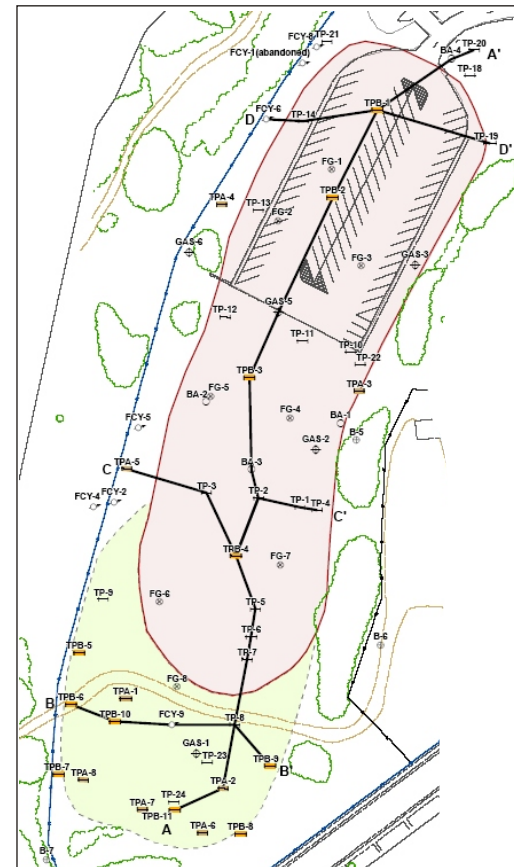 TP-20
FCY-8
TP-21
BA-4
A'
FCY-1(abandoned)
TP-18
FCY-6
D
TP-14
TPB-1
TP-19
D'
FG-1
TPB-2
TPA-4
TP-13
FG-2
GAS-6
FG-3
GAS-3
GAS-5
TP-12
TP-11
TP-10
TP-22
TPB-3
TPA-3
FG-5
BA-2
FG-4
BA-1
FCY-5
B-5
GAS-2
C
TPA-5
BA-3
TP-3
TP-2
FCY-4
FCY-2
TP-1
TP-4
C'
TPB-4
FG-7
TP-9
FG-6
TP-5
TP-6
B-6
TPB-5
TP-7
FG-8
TPA-1
B
TPB-6
TPB-10
FCY-9
TP-8
GAS-1
TP-23
TPB-9
B'
TPB-7
TPA-8
TPA-2
TP-24
TPA-7
TPB-11
A
TPA-6
TPB-8
B-7